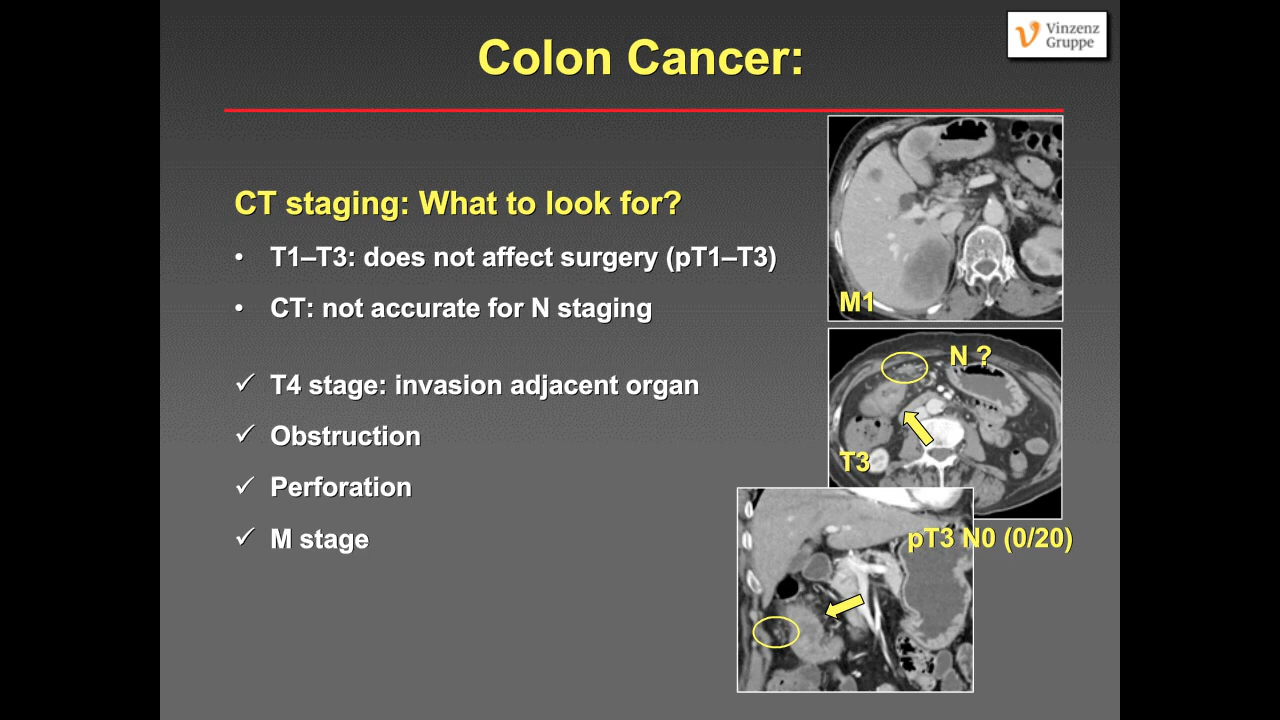 Vinzenz
Gruppe
Colon Cancer:
CT staging: What to look for?
• T1–T3: does not affect surgery (pT1–T3)
• CT: not accurate for N staging
✓ T4 stage: invasion adjacent organ
✓ Obstruction
✓ Perforation
✓ M stage
M1
N ?
T3
pT3 N0 (0/20)